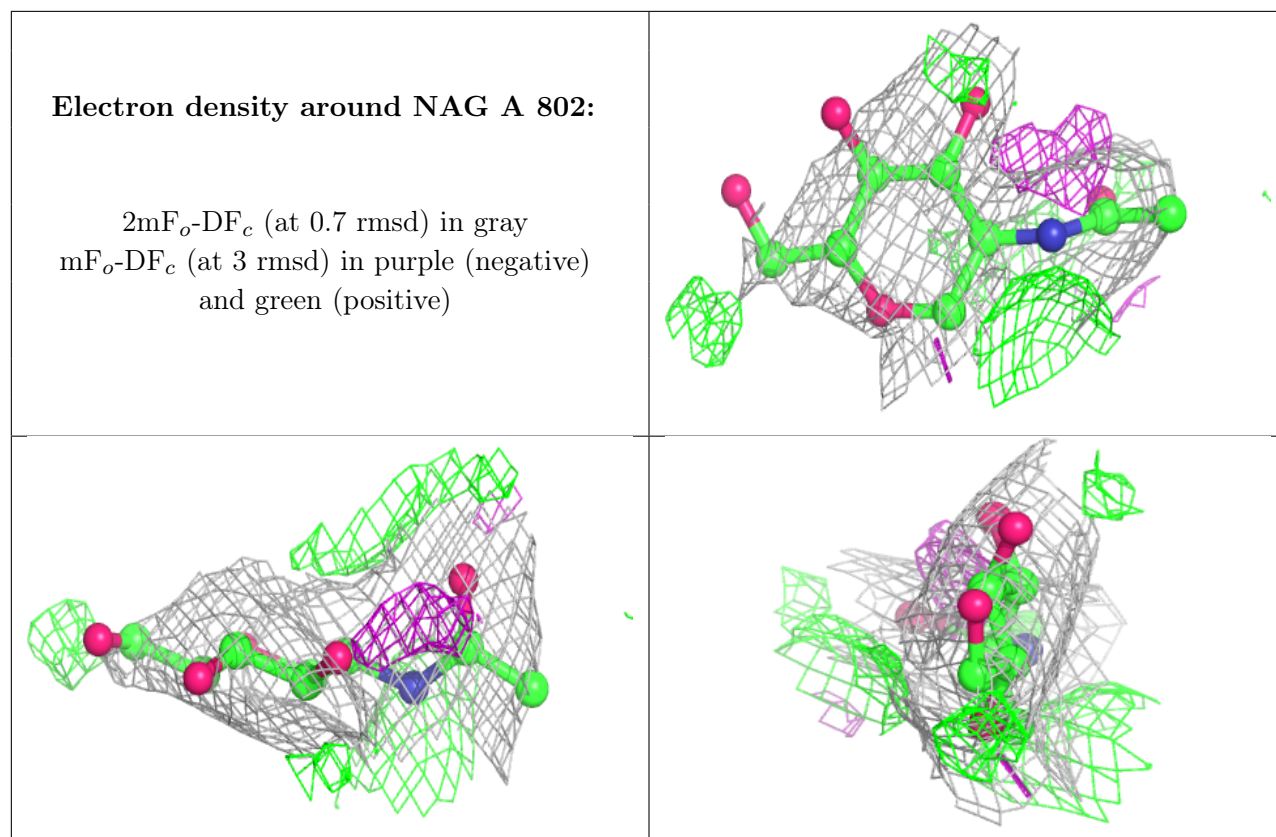 Electron density around NAG A 802:
2mFₒ-DF𝒸 (at 0.7 rmsd) in gray
mFₒ-DF𝒸 (at 3 rmsd) in purple (negative)
and green (positive)